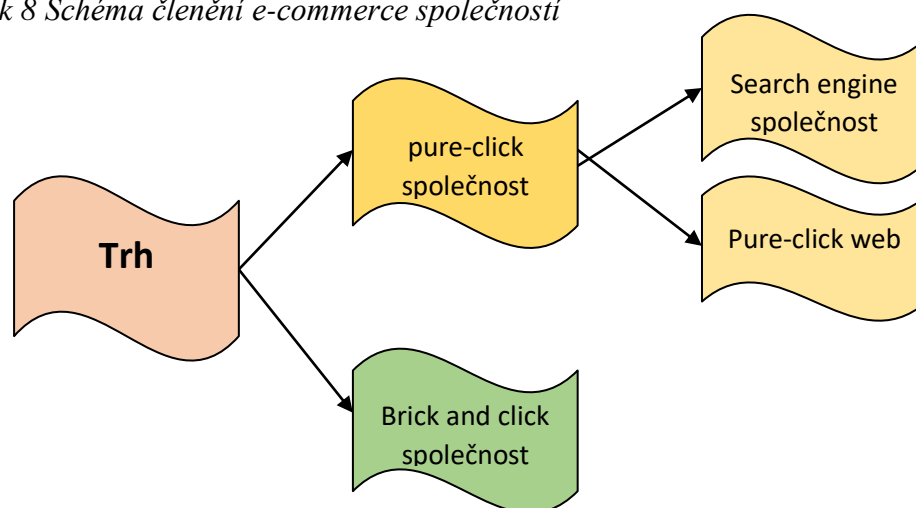 k 8 Schéma členění e-commerce společností
Search engine
společnost
pure-click
společnost
Pure-click web
Trh
Brick and click
společnost